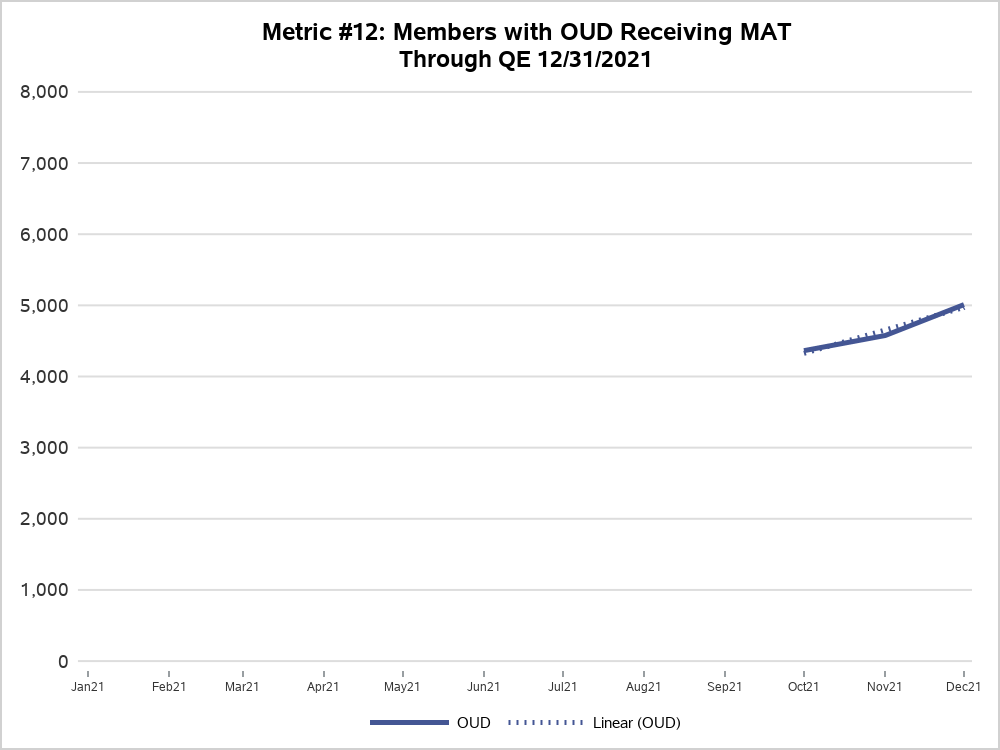 Metric #12: Members with OUD Receiving MAT
Through QE 12/31/2021
8,000
7,000
6,000
5,000
4,000
3,000
2,000
1,000
0
Jan21 Feb21 Mar21 Apr21 May21 Jun21 Jul21 Aug21 Sep21 Oct21 Nov21 Dec21
OUD Linear (OUD)